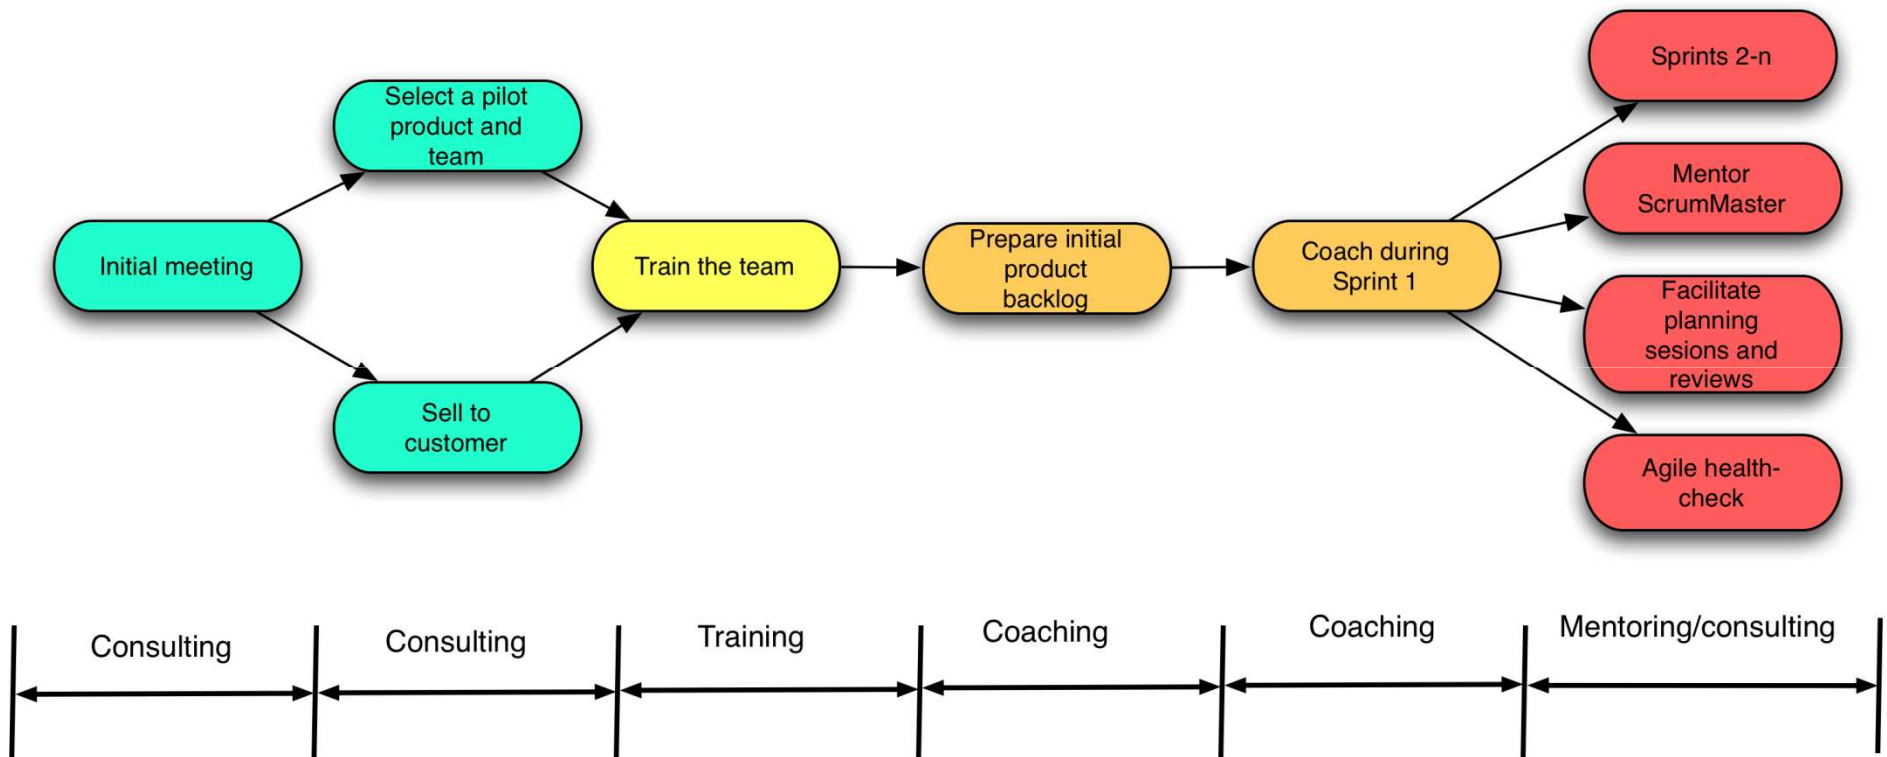 Initial meeting
Select a pilot
product and
team
Sell to
customer
Train the team
Prepare initial
product
backlog
Coach during
Sprint 1
Sprints 2-n
Mentor
ScrumMaster
Facilitate
planning
sesions and
reviews
Agile health-
check
Consulting
Consulting
Training
Coaching
Coaching
Mentoring/consulting